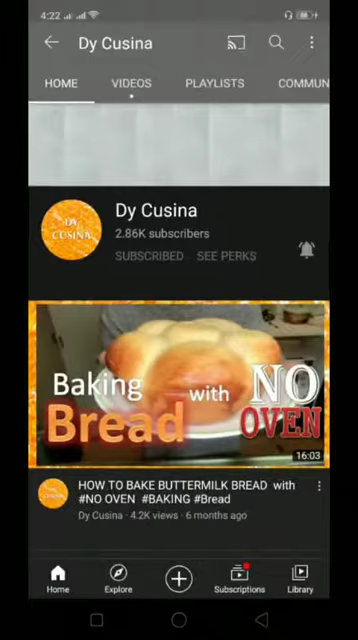 4:22
Dy Cusina
HOME VIDEOS PLAYLISTS COMMUN
DY
CUSINA
Dy Cusina
2.86K subscribers
SUBSCRIBED SEE PERKS
Baking with NO
Bread OVEN
16:03
HOW TO BAKE BUTTERMILK BREAD with
#NO OVEN #BAKING #Bread
Dy Cusina · 4.2K views · 6 months ago
Home Explore Subscriptions Library